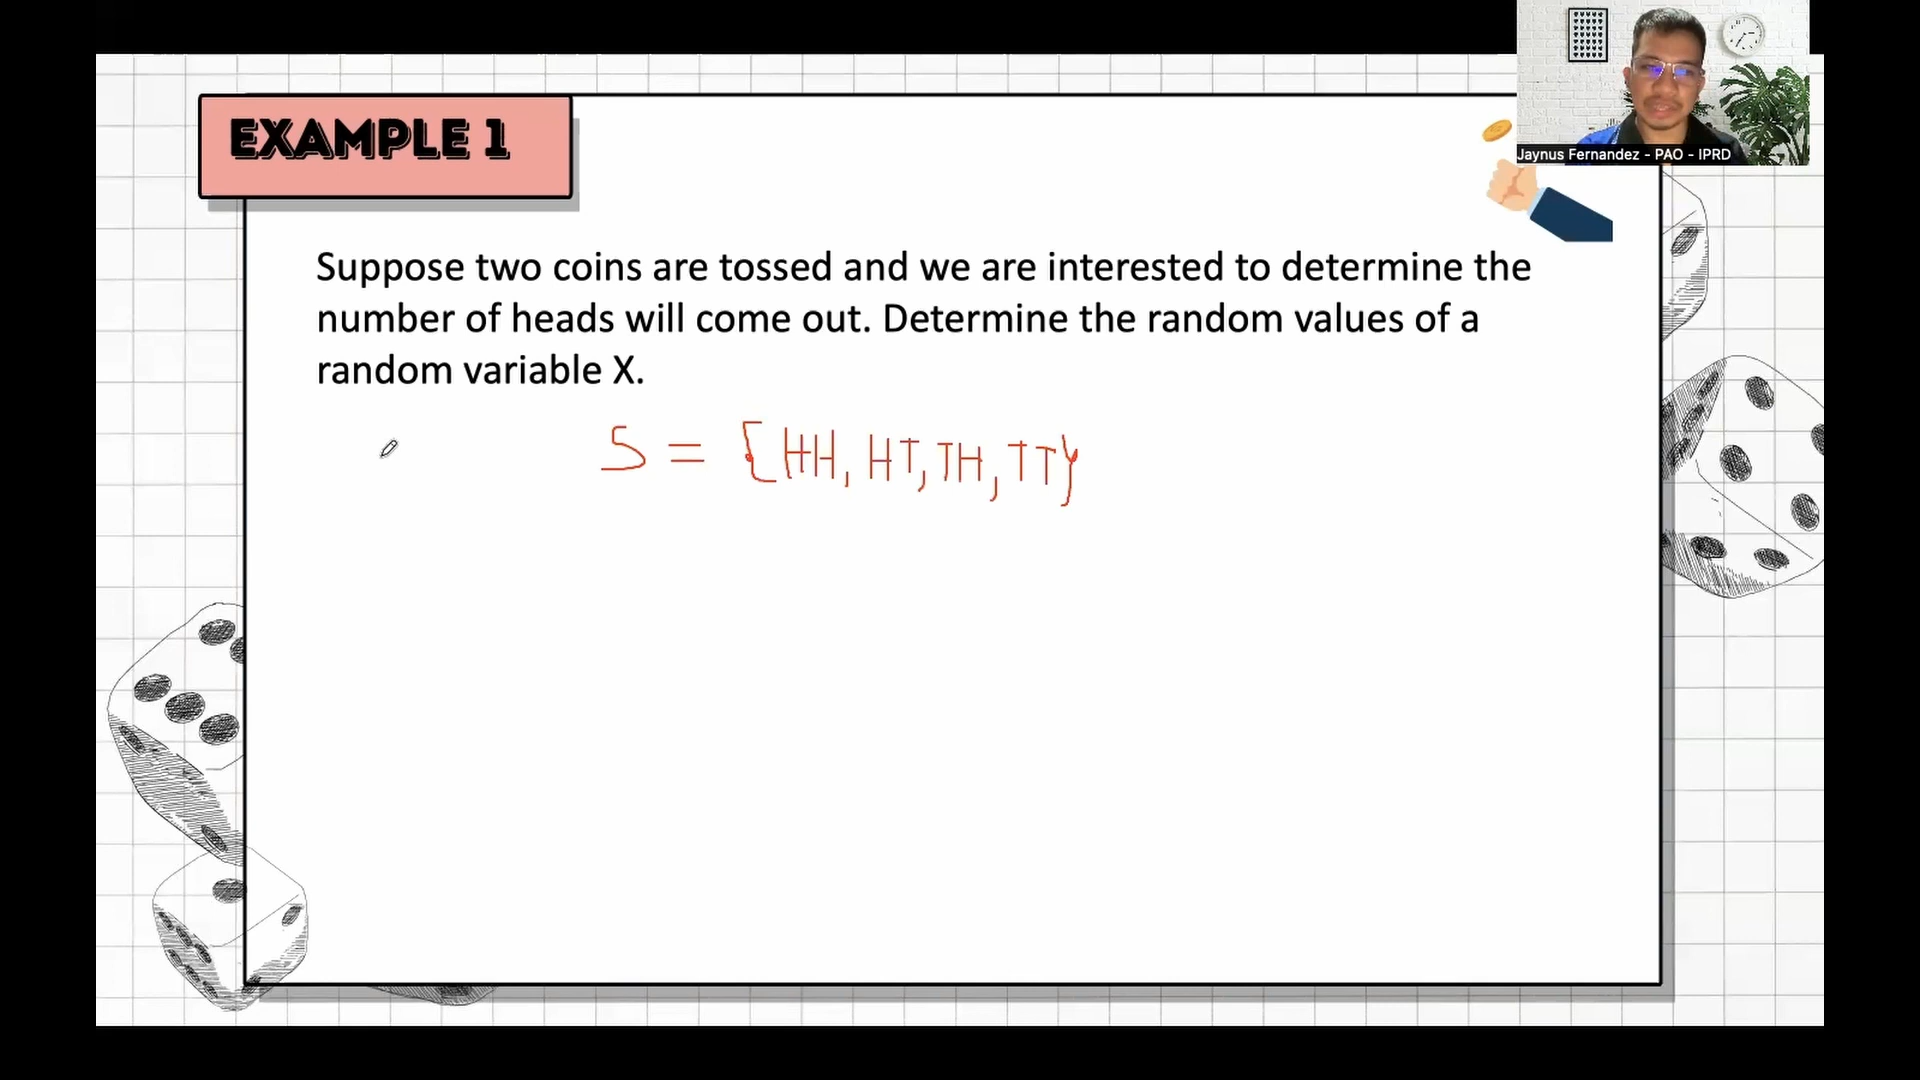 Jaynus Fernandez - PAO - IPRD
EXAMPLE 1
Suppose two coins are tossed and we are interested to determine the
number of heads will come out. Determine the random values of a
random variable X.
S = {HH, HT, TH, TT}